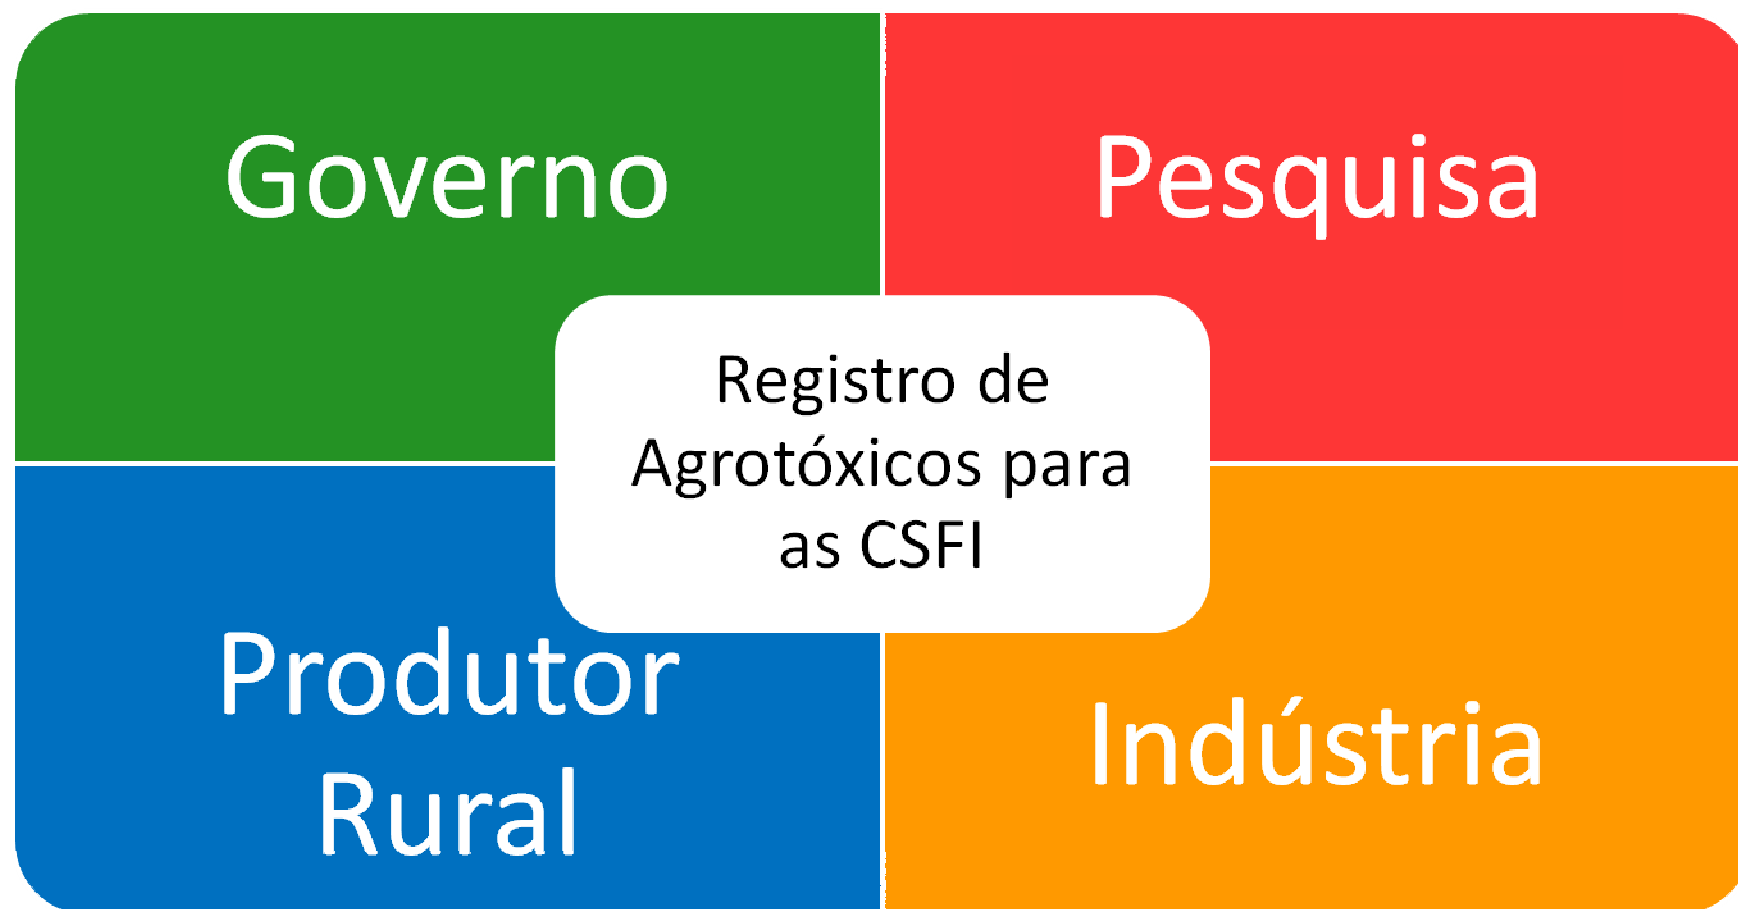 Governo
Pesquisa
Registro de
Agrotóxicos para
as CSFI
Produtor
Rural
Indústria